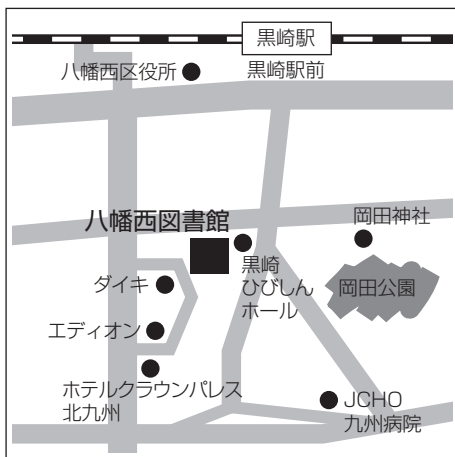 黒崎駅
八幡西区役所
黒崎駅前
八幡西図書館
岡田神社
黒崎
ひびしん
ホール
岡田公園
ダイキ
エディオン
ホテルクラウンパレス
北九州
JCHO
九州病院